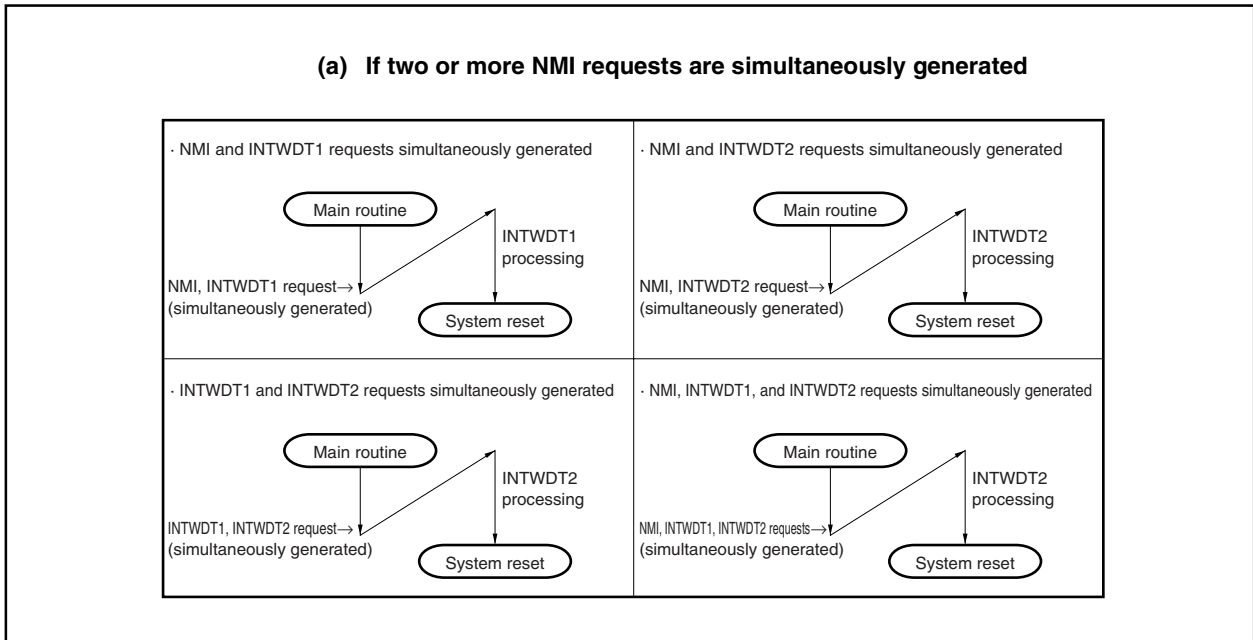 (a) If two or more NMI requests are simultaneously generated
· NMI and INTWDT1 requests simultaneously generated
Main routine
INTWDT1
processing
NMI, INTWDT1 request→
(simultaneously generated)
System reset
· NMI and INTWDT2 requests simultaneously generated
Main routine
INTWDT2
processing
NMI, INTWDT2 request→
(simultaneously generated)
System reset
· INTWDT1 and INTWDT2 requests simultaneously generated
Main routine
INTWDT2
processing
INTWDT1, INTWDT2 request→
(simultaneously generated)
System reset
· NMI, INTWDT1, and INTWDT2 requests simultaneously generated
Main routine
INTWDT2
processing
NMI, INTWDT1, INTWDT2 requests→
(simultaneously generated)
System reset